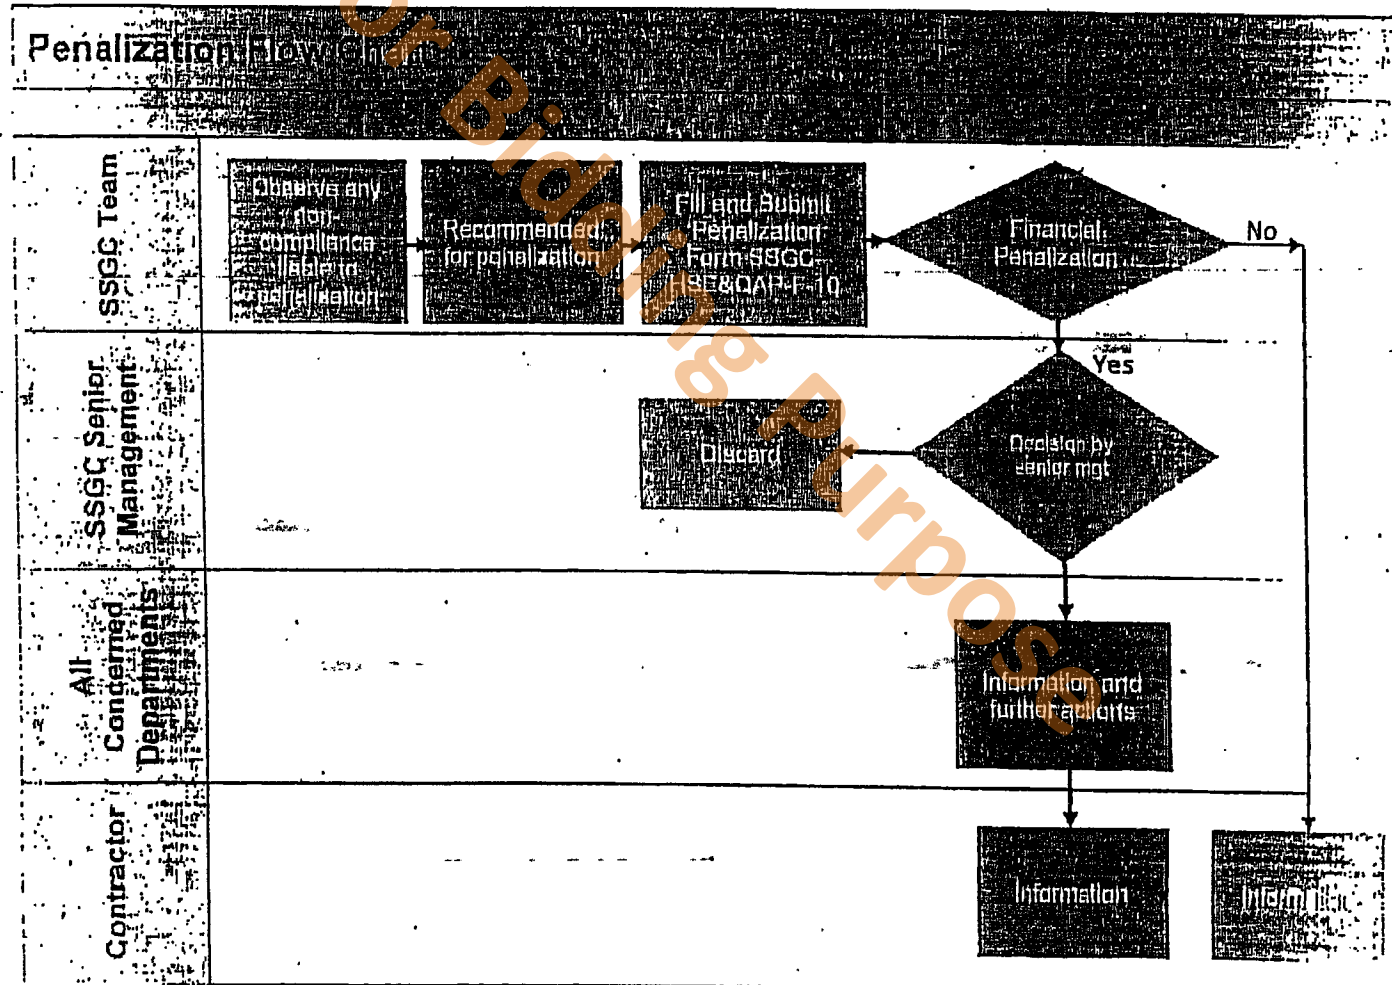 Penalization Flow Chart
or Bidding Purpose
SSGC Team
Observe any
non-
compliance
liable to
penalization
Recommended
for penalization
Fill and Submit
Penalization
Form SSGC-
HSE&QAP-F-10
Financial
Penalization
No
Yes
SSGC Senior
Management
Discard
Decision by
senior mgt
All
Concerned
Departments
Information and
further actions
Contractor
Information
Inform